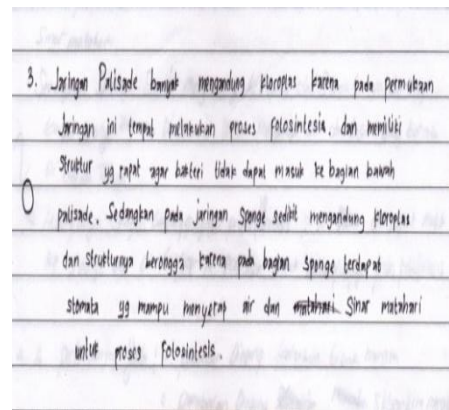 3. Jaringan Palisade banyak mengandung kloroplas karena pada permukaan
Jaringan ini tempat melakukan proses fotosintesis. dan memiliki
Struktur yg rapat agar bakteri tidak dapat masuk ke bagian bawah
palisade. Sedangkan pada jaringan Sponge sedikit mengandung kloroplas
dan strukturnya berongga karena pada bagian sponge terdapat
stomata yg mampu menyerap air dan matahari Sinar matahari
untuk proses Fotosintesis.